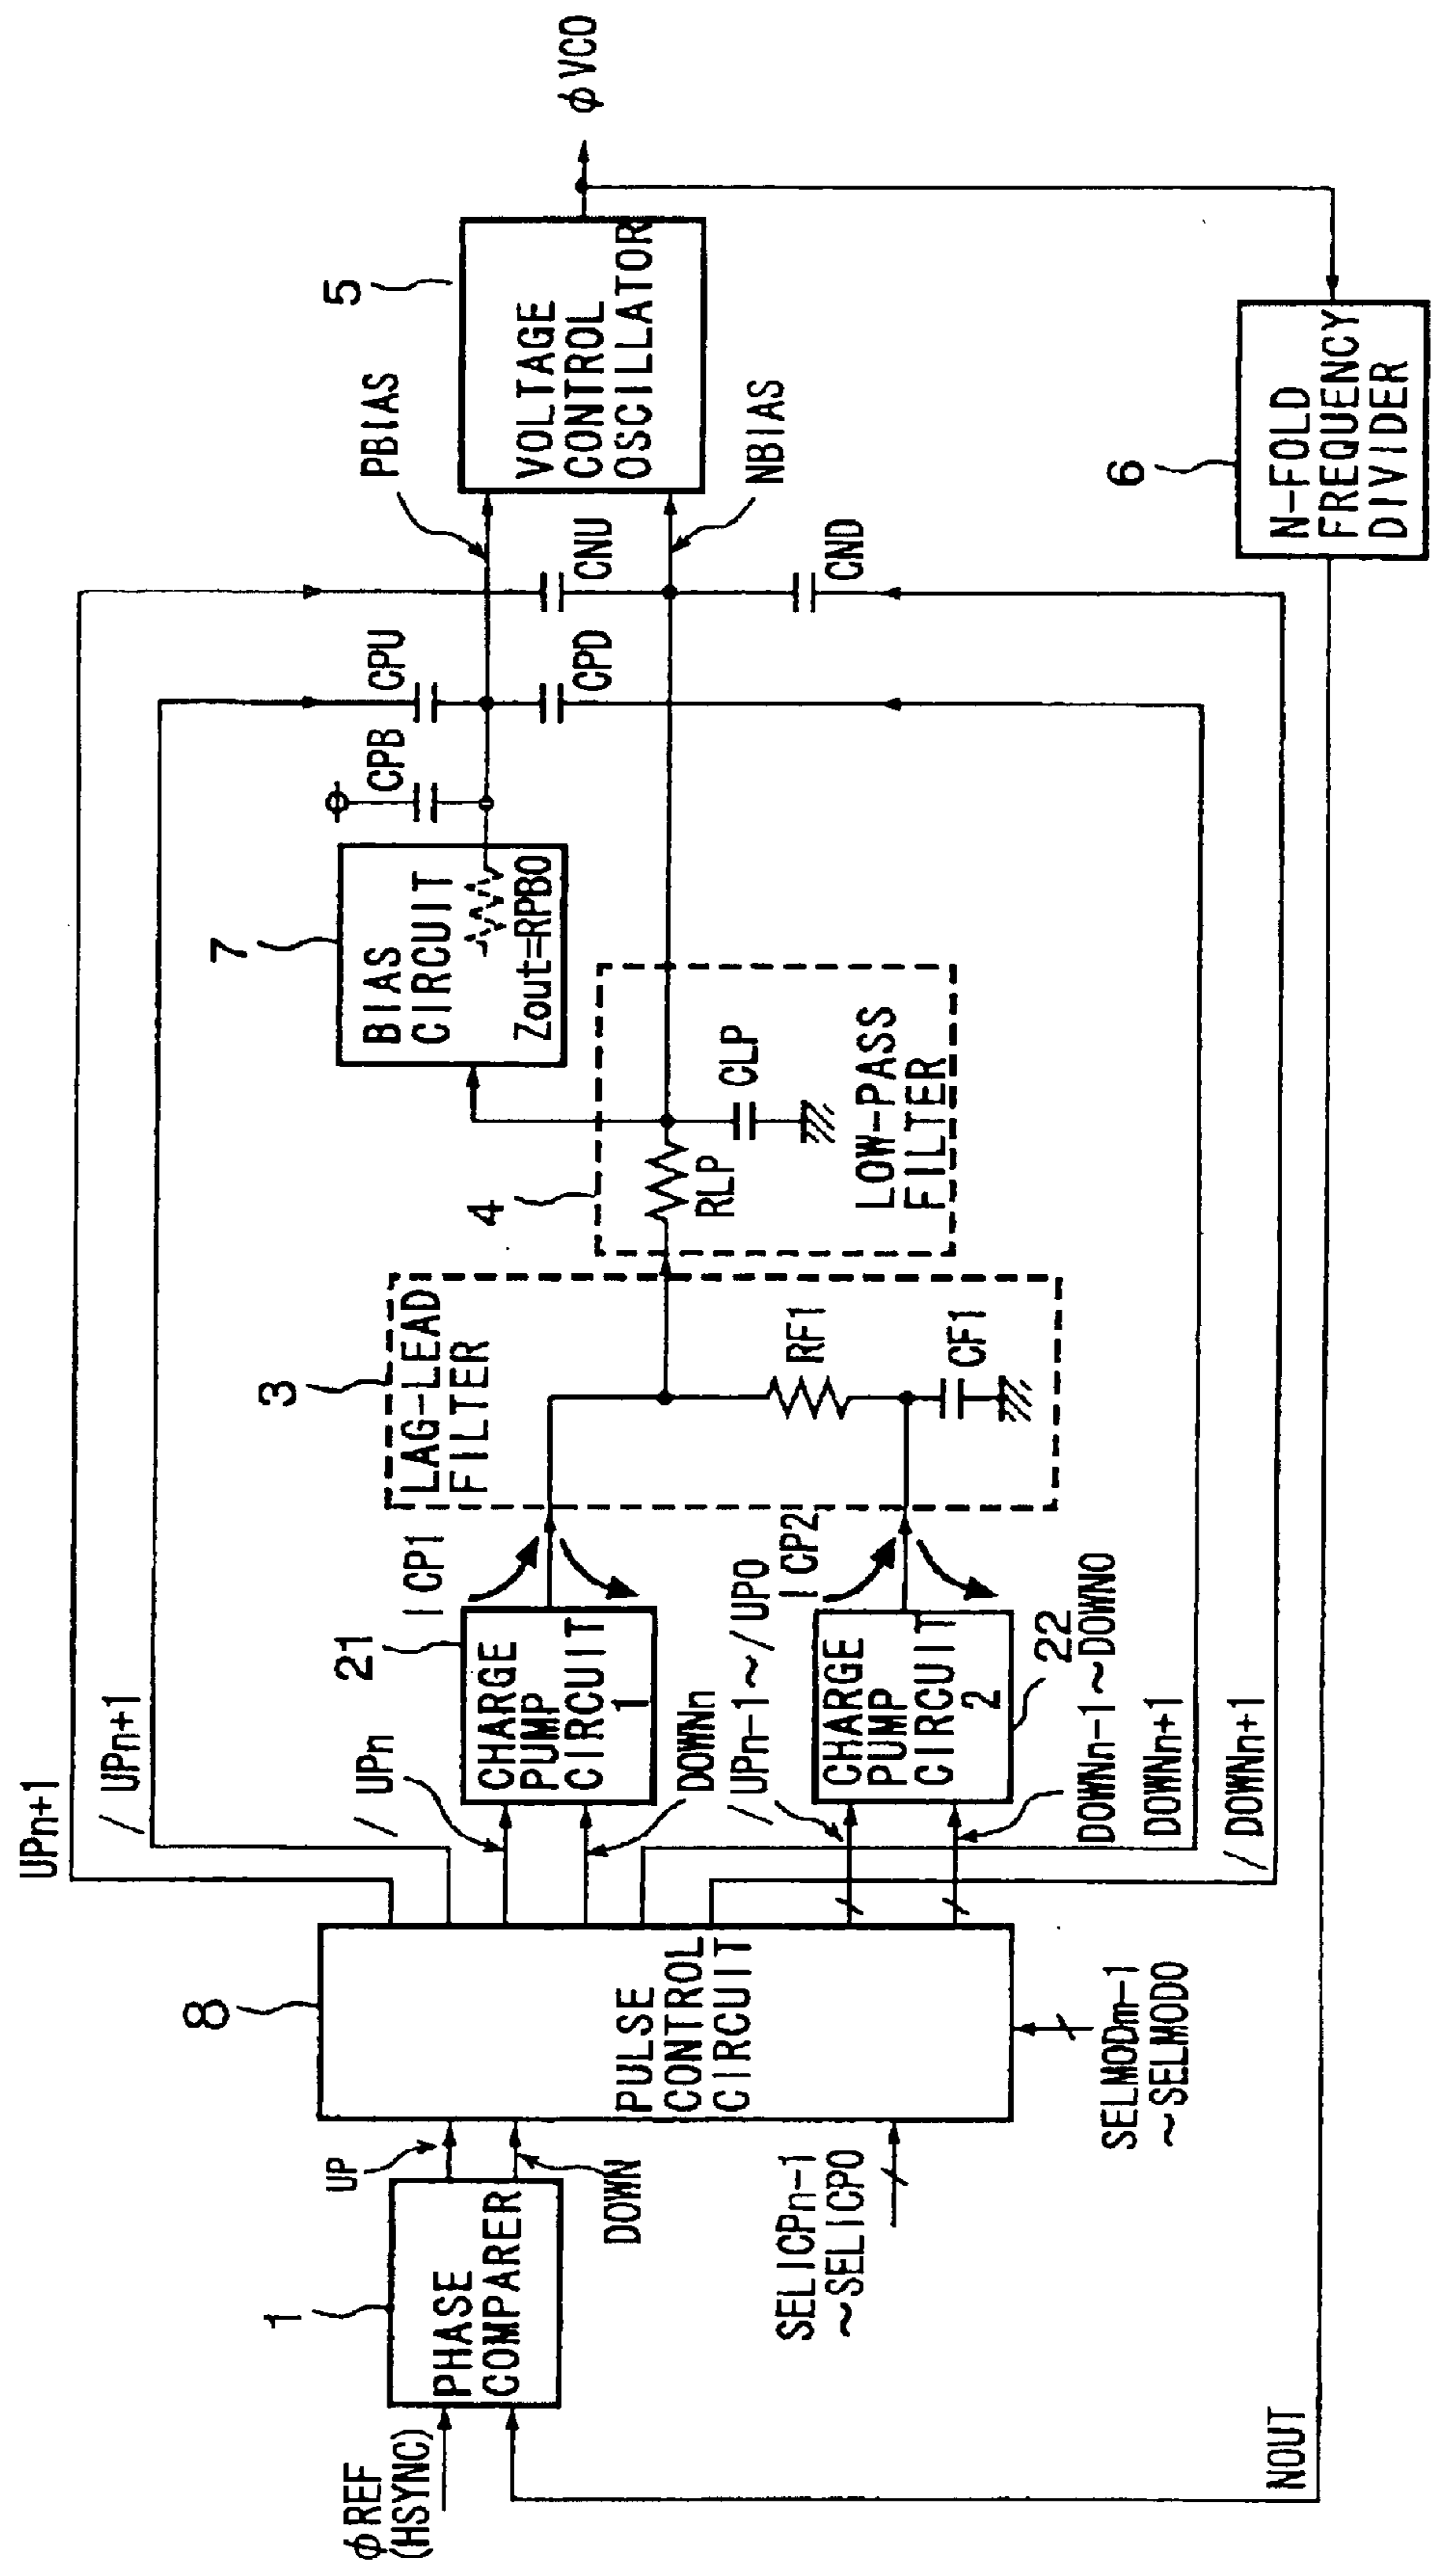 φREF
(HSYNC)
1
PHASE
COMPARER
UP
DOWN
8
PULSE
CONTROL
CIRCUIT
SELICPn-1
~SELICP0
SELMODm-1
~SELMOD0
UPn+1
/UPn+1
/UPn
DOWNn
/UPn-1~/UP0
DOWNn-1~DOWN0
DOWNn+1
/DOWNn+1
21
CHARGE
PUMP
CIRCUIT
1
ICP1
22
CHARGE
PUMP
CIRCUIT
2
ICP2
3
LAG-LEAD
FILTER
RF1
CF1
4
RLP
CLP
LOW-PASS
FILTER
7
BIAS
CIRCUIT
Zout=RPBO
CPB
CPU
CPD
CNU
CND
PBIAS
NBIAS
5
VOLTAGE
CONTROL
OSCILLATOR
φVCO
6
N-FOLD
FREQUENCY
DIVIDER
NOUT